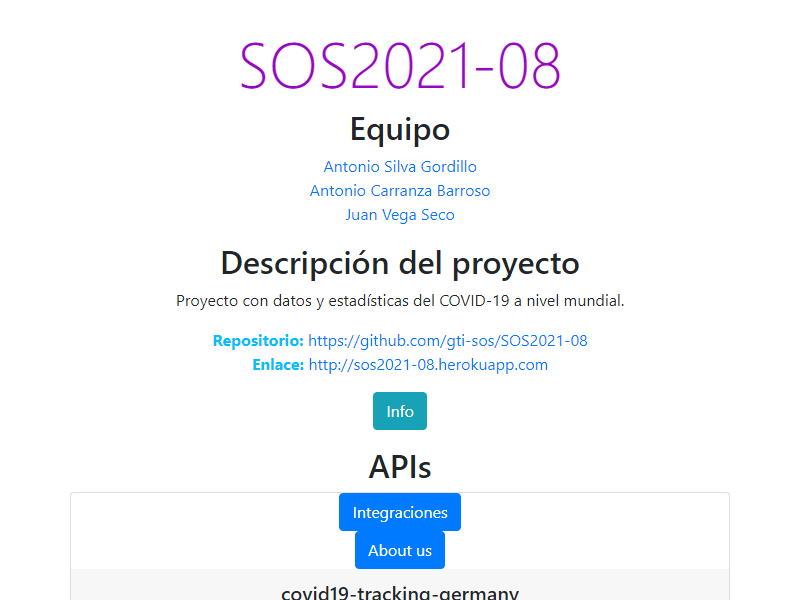 SOS2021-08
Equipo
Antonio Silva Gordillo
Antonio Carranza Barroso
Juan Vega Seco
Descripción del proyecto
Proyecto con datos y estadísticas del COVID-19 a nivel mundial.
Repositorio: https://github.com/gti-sos/SOS2021-08
Enlace: http://sos2021-08.herokuapp.com
Info
APIs
Integraciones
About us
covid19-tracking-germany